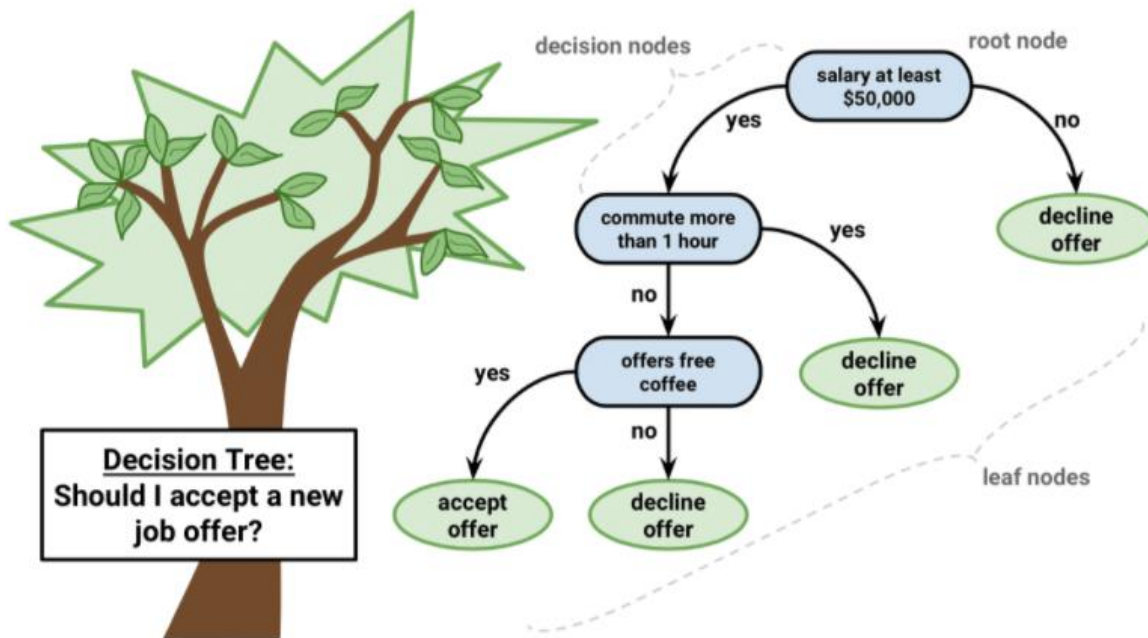 decision nodes
root node
salary at least
$50,000
yes
no
commute more
than 1 hour
yes
decline
offer
no
offers free
coffee
decline
offer
yes
no
Decision Tree:
Should I accept a new
job offer?
accept
offer
decline
offer
leaf nodes